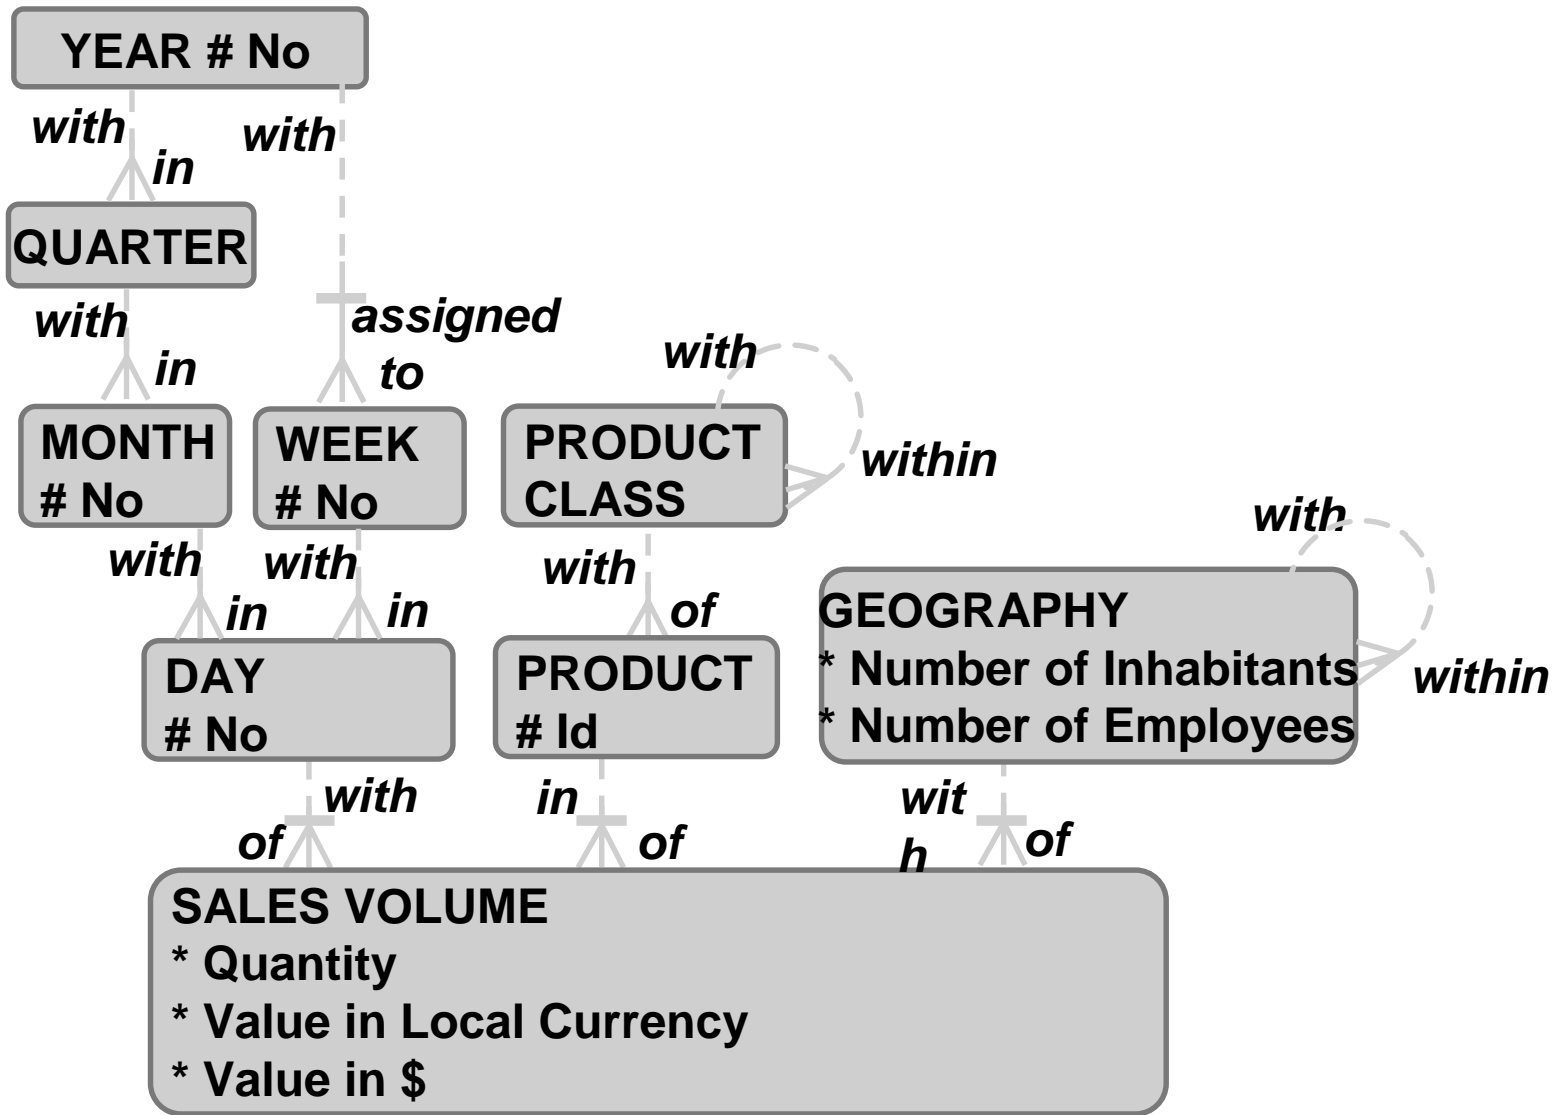 YEAR # No
with
with
in
QUARTER
with
assigned
to
in
with
MONTH
# No
WEEK
# No
PRODUCT
CLASS
within
with
with
with
with
in
in
of
GEOGRAPHY
* Number of Inhabitants
* Number of Employees
within
DAY
# No
PRODUCT
# Id
with
of
in
of
wit
h
of
SALES VOLUME
* Quantity
* Value in Local Currency
* Value in $